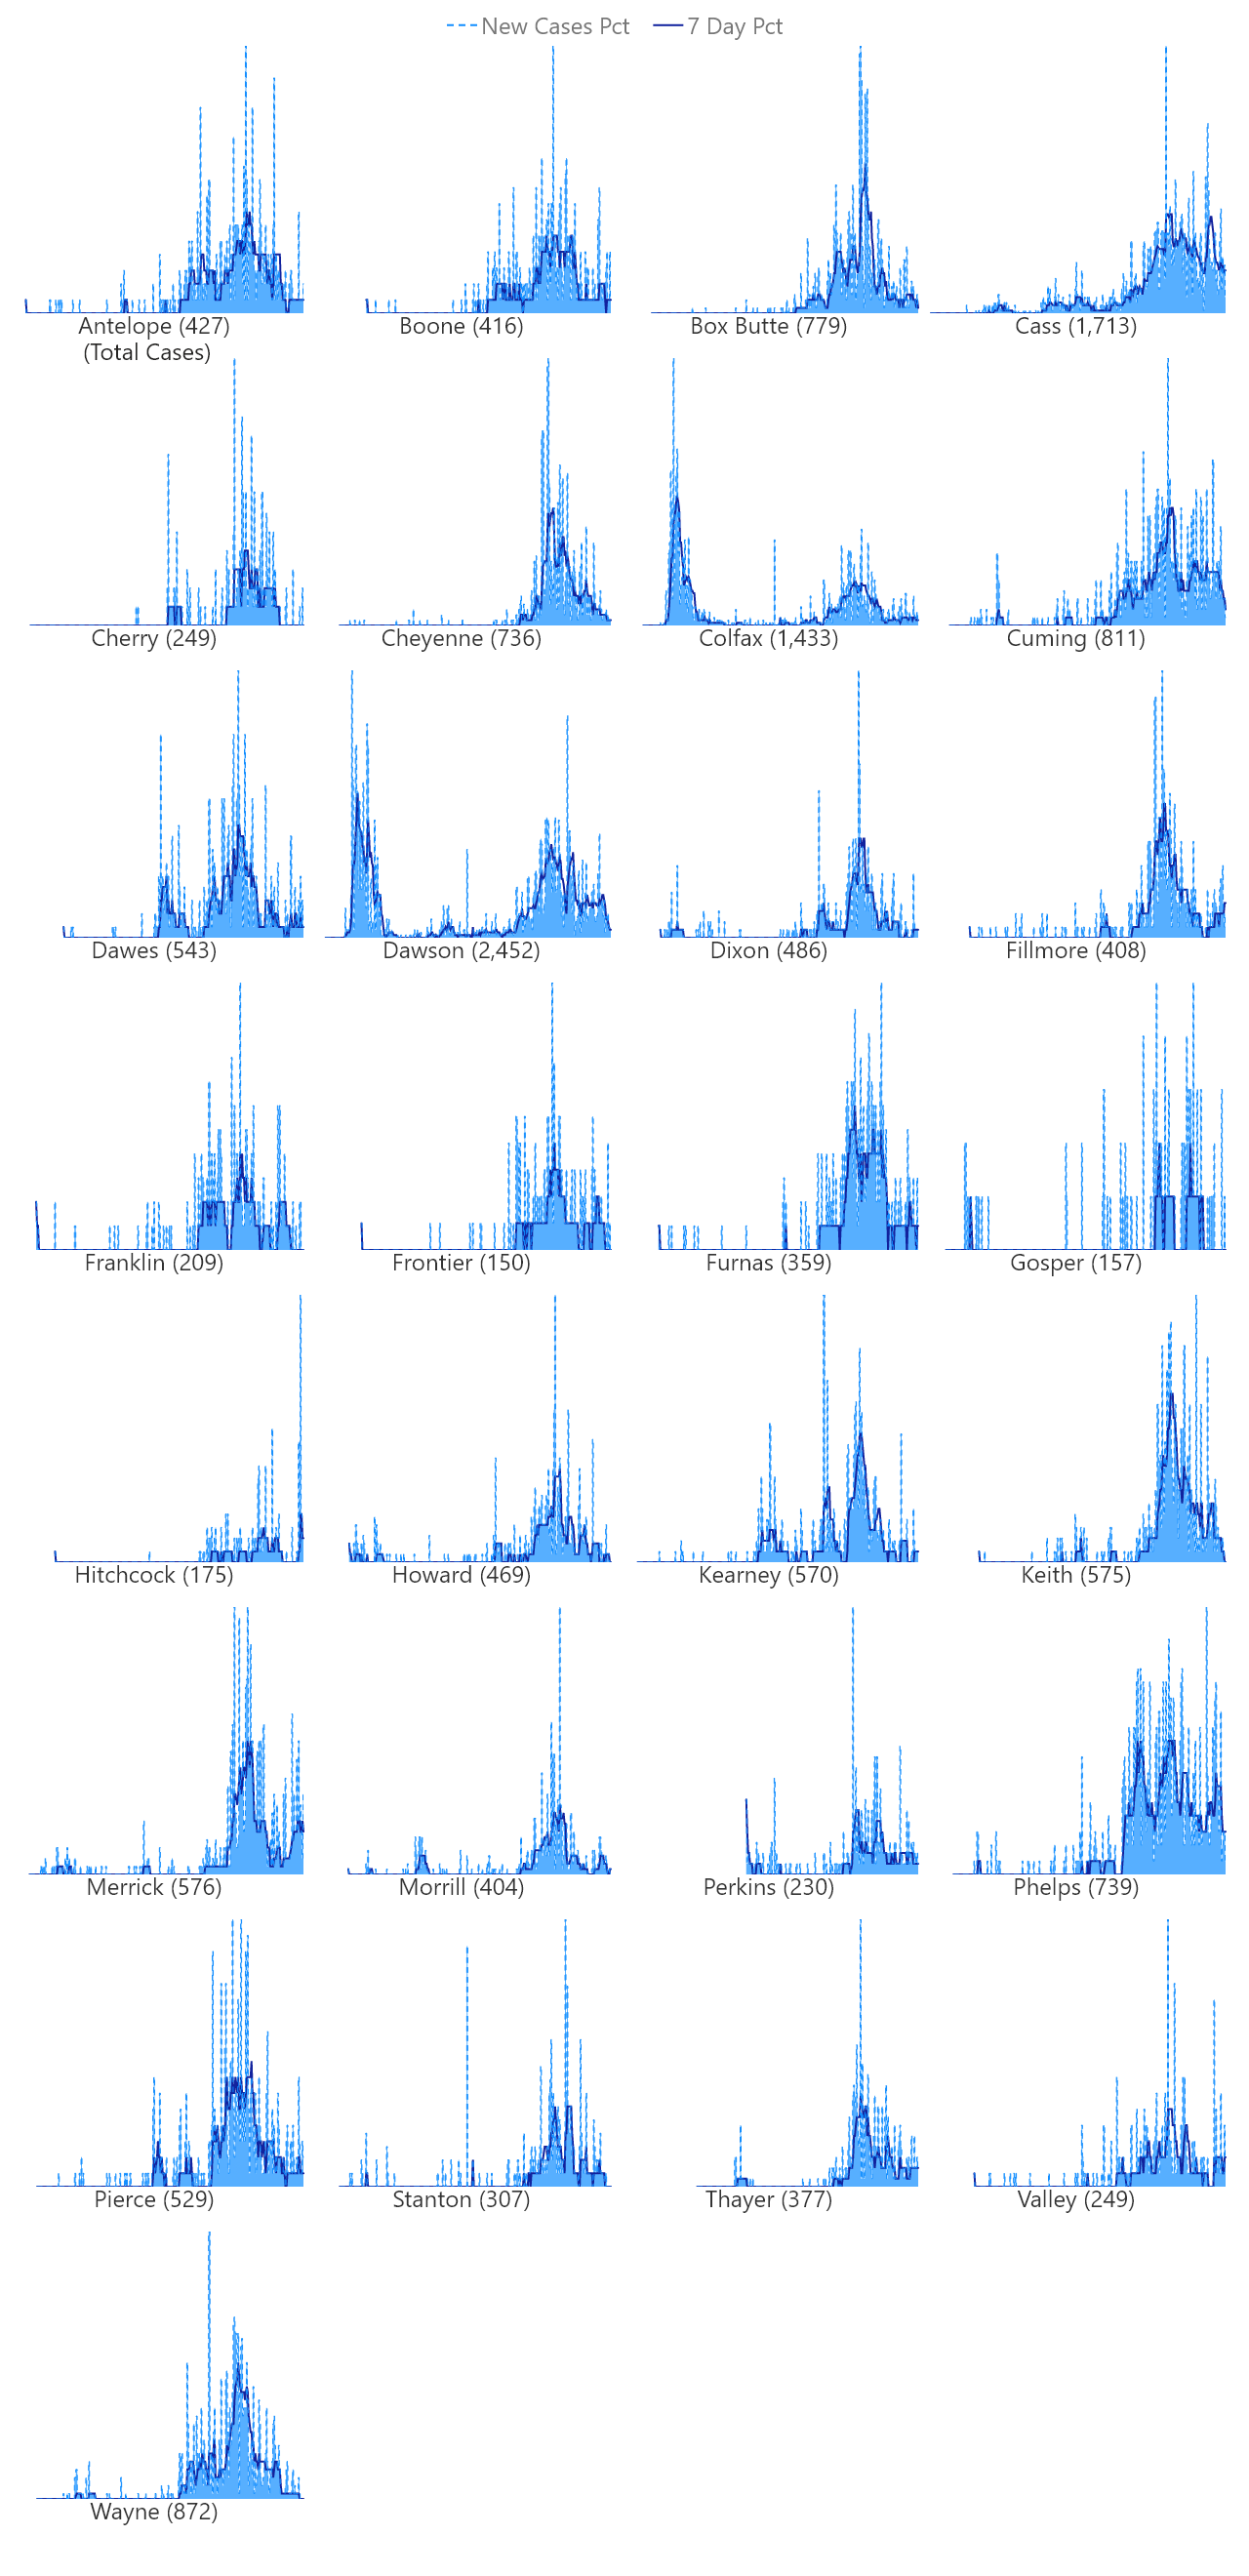 New Cases Pct 7 Day Pct
Antelope (427) Boone (416) Box Butte (779) Cass (1,713)
(Total Cases)
Cherry (249) Cheyenne (736) Colfax (1,433) Cuming (811)
Dawes (543) Dawson (2,452) Dixon (486) Fillmore (408)
Franklin (209) Frontier (150) Furnas (359) Gosper (157)
Hitchcock (175) Howard (469) Kearney (570) Keith (575)
Merrick (576) Morrill (404) Perkins (230) Phelps (739)
Pierce (529) Stanton (307) Thayer (377) Valley (249)
Wayne (872)